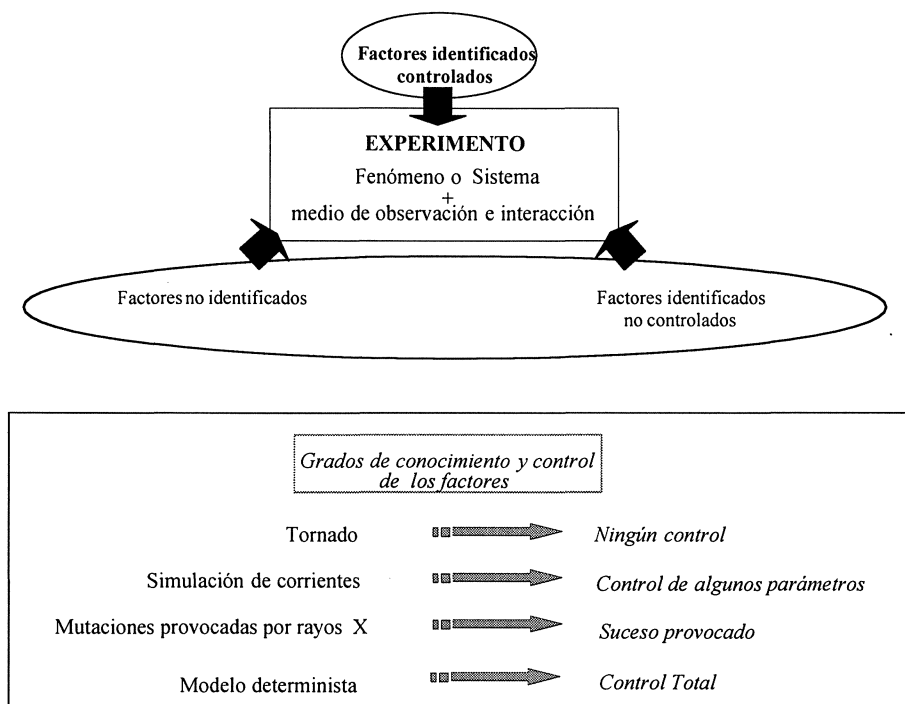 Factores identificados
controlados
EXPERIMENTO
Fenómeno o Sistema
+
medio de observación e interacción
Factores no identificados
Factores identificados
no controlados
Grados de conocimiento y control
de los factores
Tornado
Ningún control
Simulación de corrientes
Control de algunos parámetros
Mutaciones provocadas por rayos X
Suceso provocado
Modelo determinista
Control Total